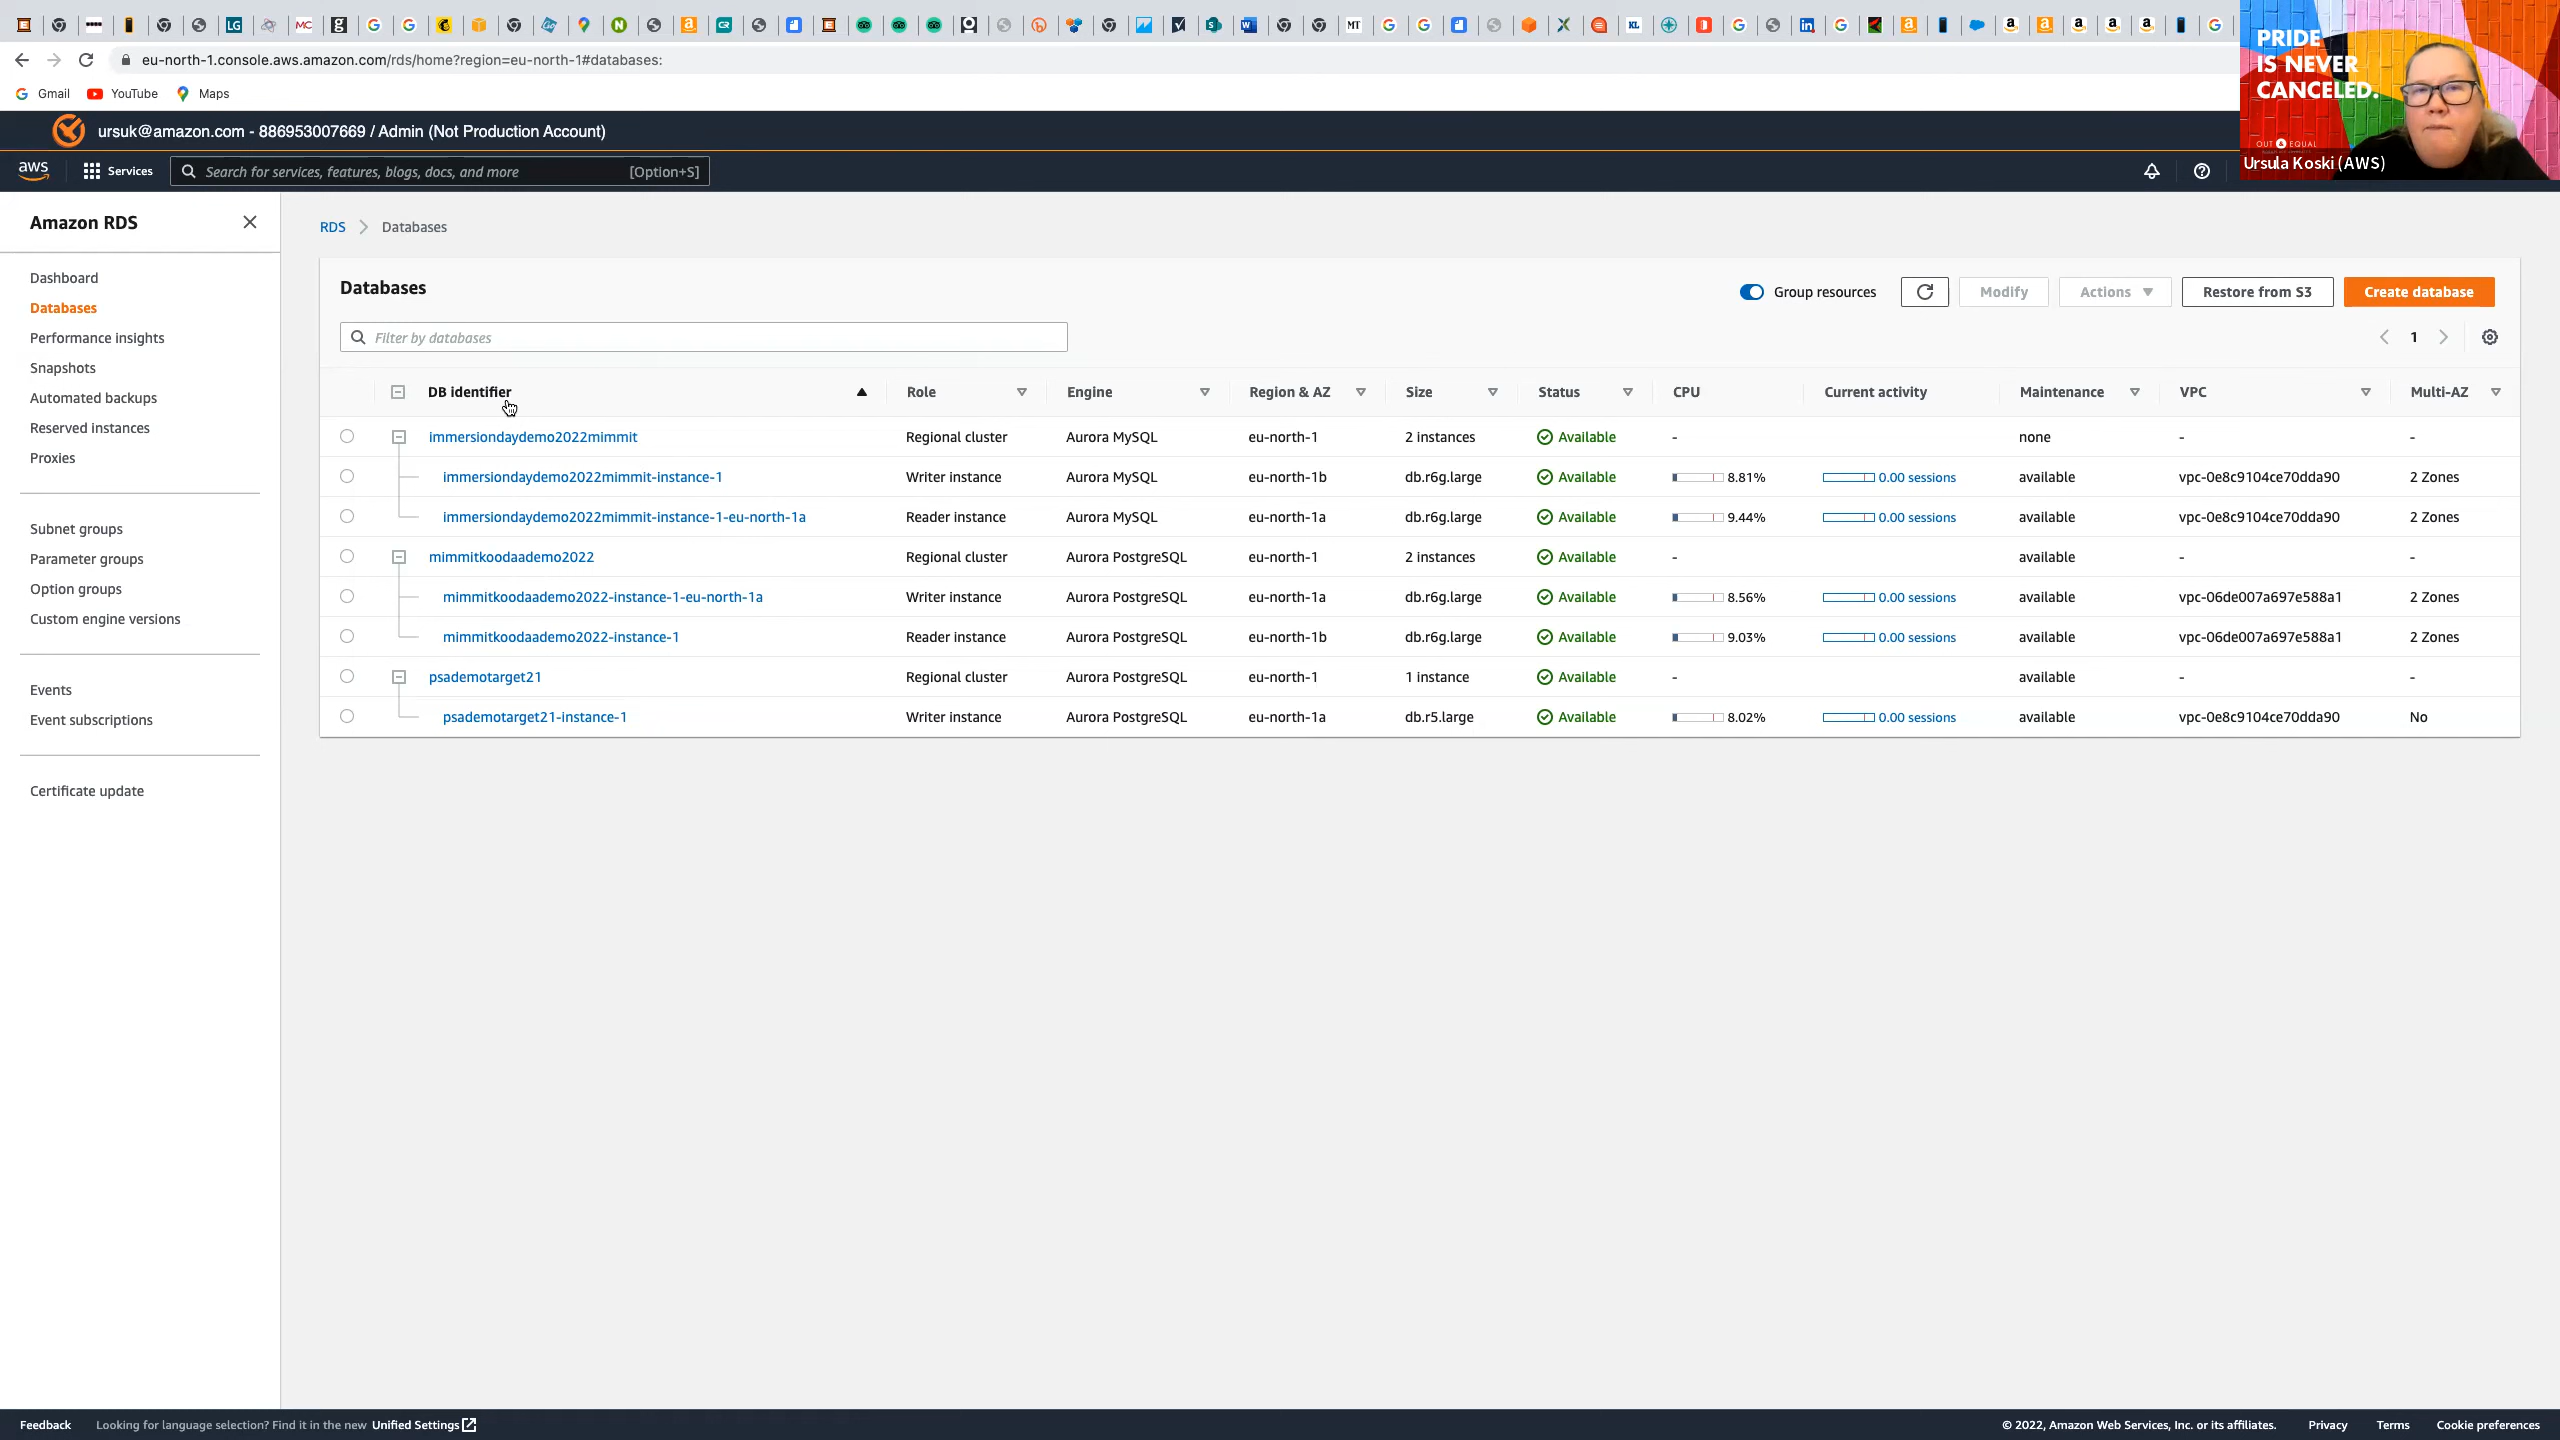 LG
MC
g
CR
MT
KL
eu-north-1.console.aws.amazon.com/rds/home?region=eu-north-1#databases:
Gmail YouTube Maps
PRIDE
IS NEVER
CANCELED.
OUT & EQUAL
Ursula Koski (AWS)
ursuk@amazon.com - 886953007669 / Admin (Not Production Account)
aws Services Search for services, features, blogs, docs, and more [Option+S]
Amazon RDS
Dashboard
Databases
Performance insights
Snapshots
Automated backups
Reserved instances
Proxies
Subnet groups
Parameter groups
Option groups
Custom engine versions
Events
Event subscriptions
Certificate update
RDS Databases
Databases Group resources Modify Actions Restore from S3 Create database
Filter by databases 1
DB identifier Role Engine Region & AZ Size Status CPU Current activity Maintenance VPC Multi-AZ
immersiondaydemo2022mimmit Regional cluster Aurora MySQL eu-north-1 2 instances Available - none - -
immersiondaydemo2022mimmit-instance-1 Writer instance Aurora MySQL eu-north-1b db.r6g.large Available 8.81% 0.00 sessions available vpc-0e8c9104ce70dda90 2 Zones
immersiondaydemo2022mimmit-instance-1-eu-north-1a Reader instance Aurora MySQL eu-north-1a db.r6g.large Available 9.44% 0.00 sessions available vpc-0e8c9104ce70dda90 2 Zones
mimmitkoodaademo2022 Regional cluster Aurora PostgreSQL eu-north-1 2 instances Available - available - -
mimmitkoodaademo2022-instance-1-eu-north-1a Writer instance Aurora PostgreSQL eu-north-1a db.r6g.large Available 8.56% 0.00 sessions available vpc-06de007a697e588a1 2 Zones
mimmitkoodaademo2022-instance-1 Reader instance Aurora PostgreSQL eu-north-1b db.r6g.large Available 9.03% 0.00 sessions available vpc-06de007a697e588a1 2 Zones
psademotarget21 Regional cluster Aurora PostgreSQL eu-north-1 1 instance Available - available - -
psademotarget21-instance-1 Writer instance Aurora PostgreSQL eu-north-1a db.r5.large Available 8.02% 0.00 sessions available vpc-0e8c9104ce70dda90 No
Feedback Looking for language selection? Find it in the new Unified Settings © 2022, Amazon Web Services, Inc. or its affiliates. Privacy Terms Cookie preferences